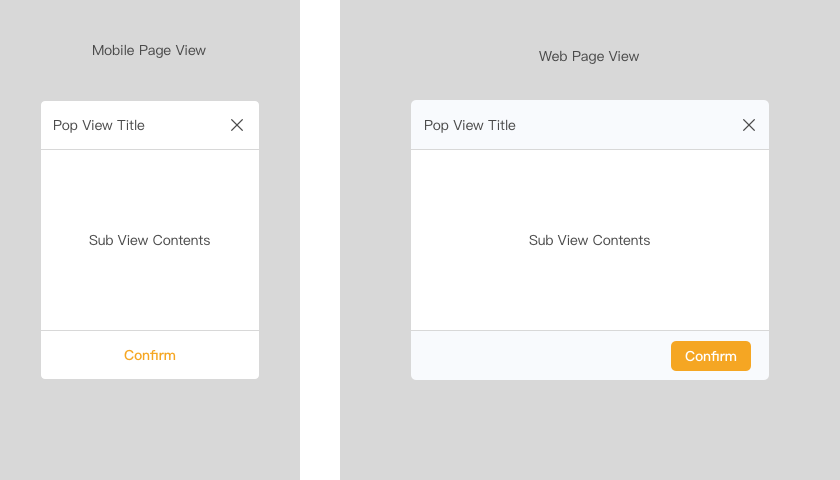 Mobile Page View
Pop View Title
Sub View Contents
Confirm
Web Page View
Pop View Title
Sub View Contents
Confirm